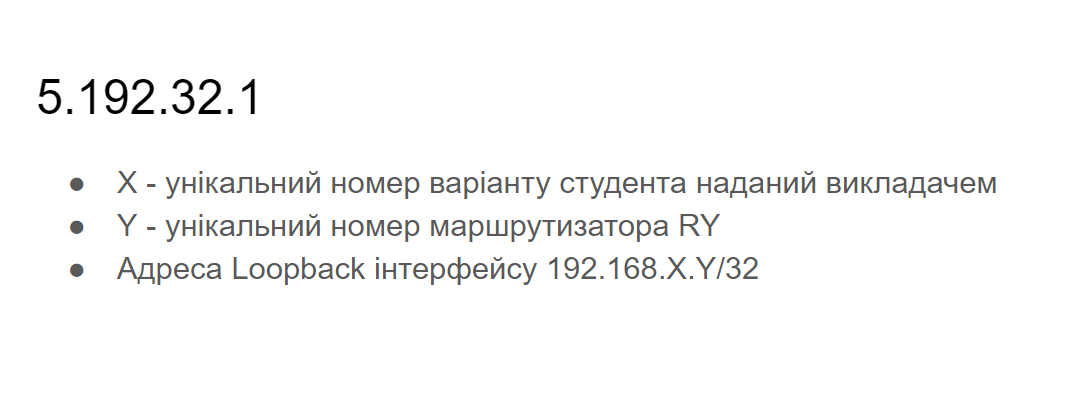 5.192.32.1
● X - унікальний номер варіанту студента наданий викладачем
● Y - унікальний номер маршрутизатора RY
● Адреса Loopback інтерфейсу 192.168.X.Y/32